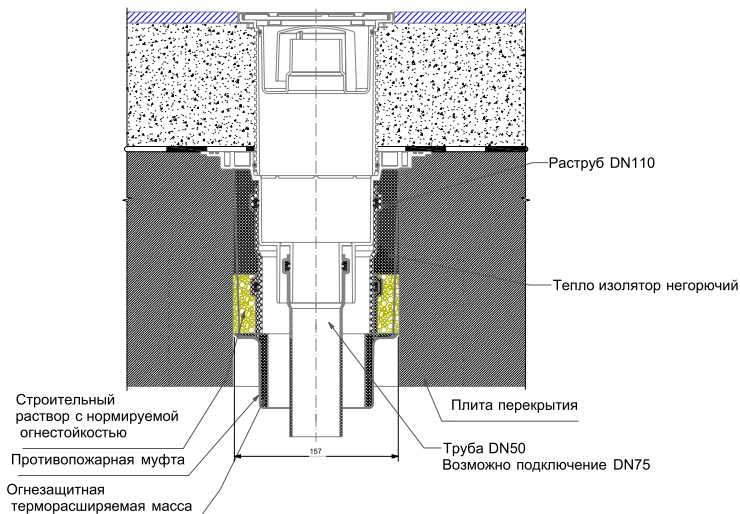 Раструб DN110
Тепло изолятор негорючий
Строительный
раствор с нормируемой
огнестойкостью
Плита перекрытия
Противопожарная муфта
157
Труба DN50
Возможно подключение DN75
Огнезащитная
терморасширяемая масса